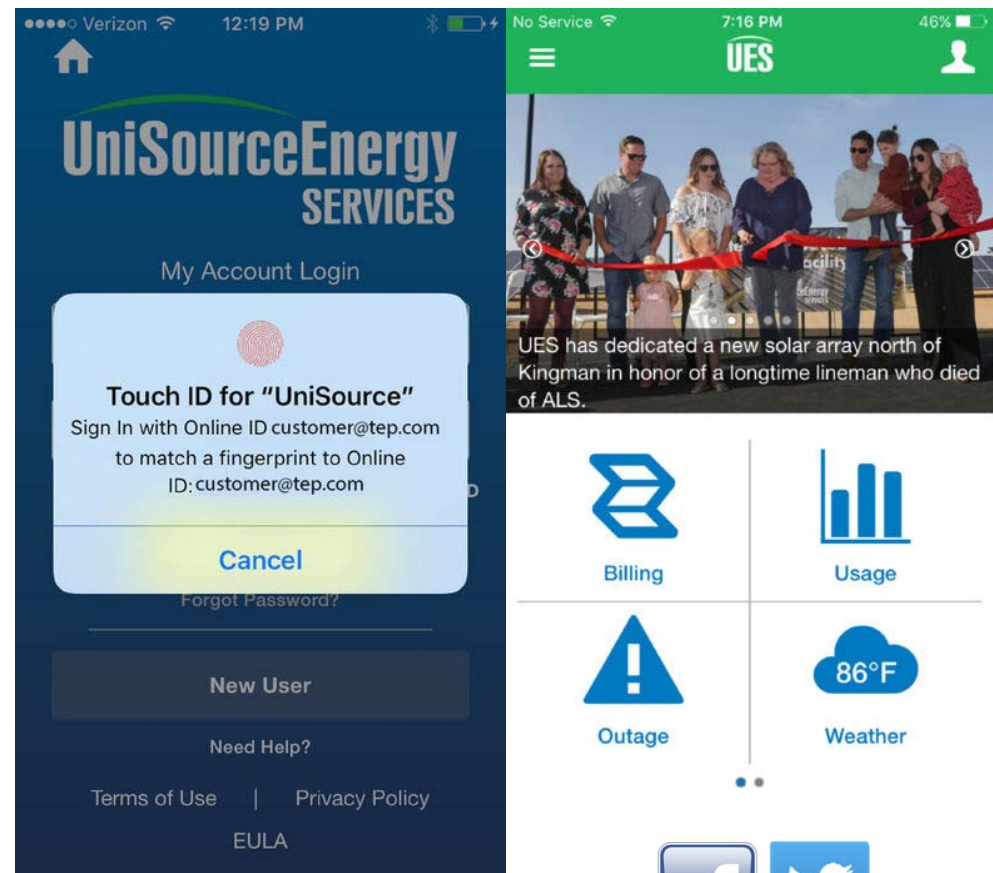 Verizon 12:19 PM
UniSourceEnergy
SERVICES
My Account Login
Touch ID for “UniSource”
Sign In with Online ID customer@tep.com
to match a fingerprint to Online
ID: customer@tep.com
D
Cancel
Forgot Password?
New User
Need Help?
Terms of Use | Privacy Policy
EULA
No Service 7:16 PM 46%
UES
acility
SERVICES
UES has dedicated a new solar array north of
Kingman in honor of a longtime lineman who died
of ALS.
Billing
Usage
86°F
Outage
Weather